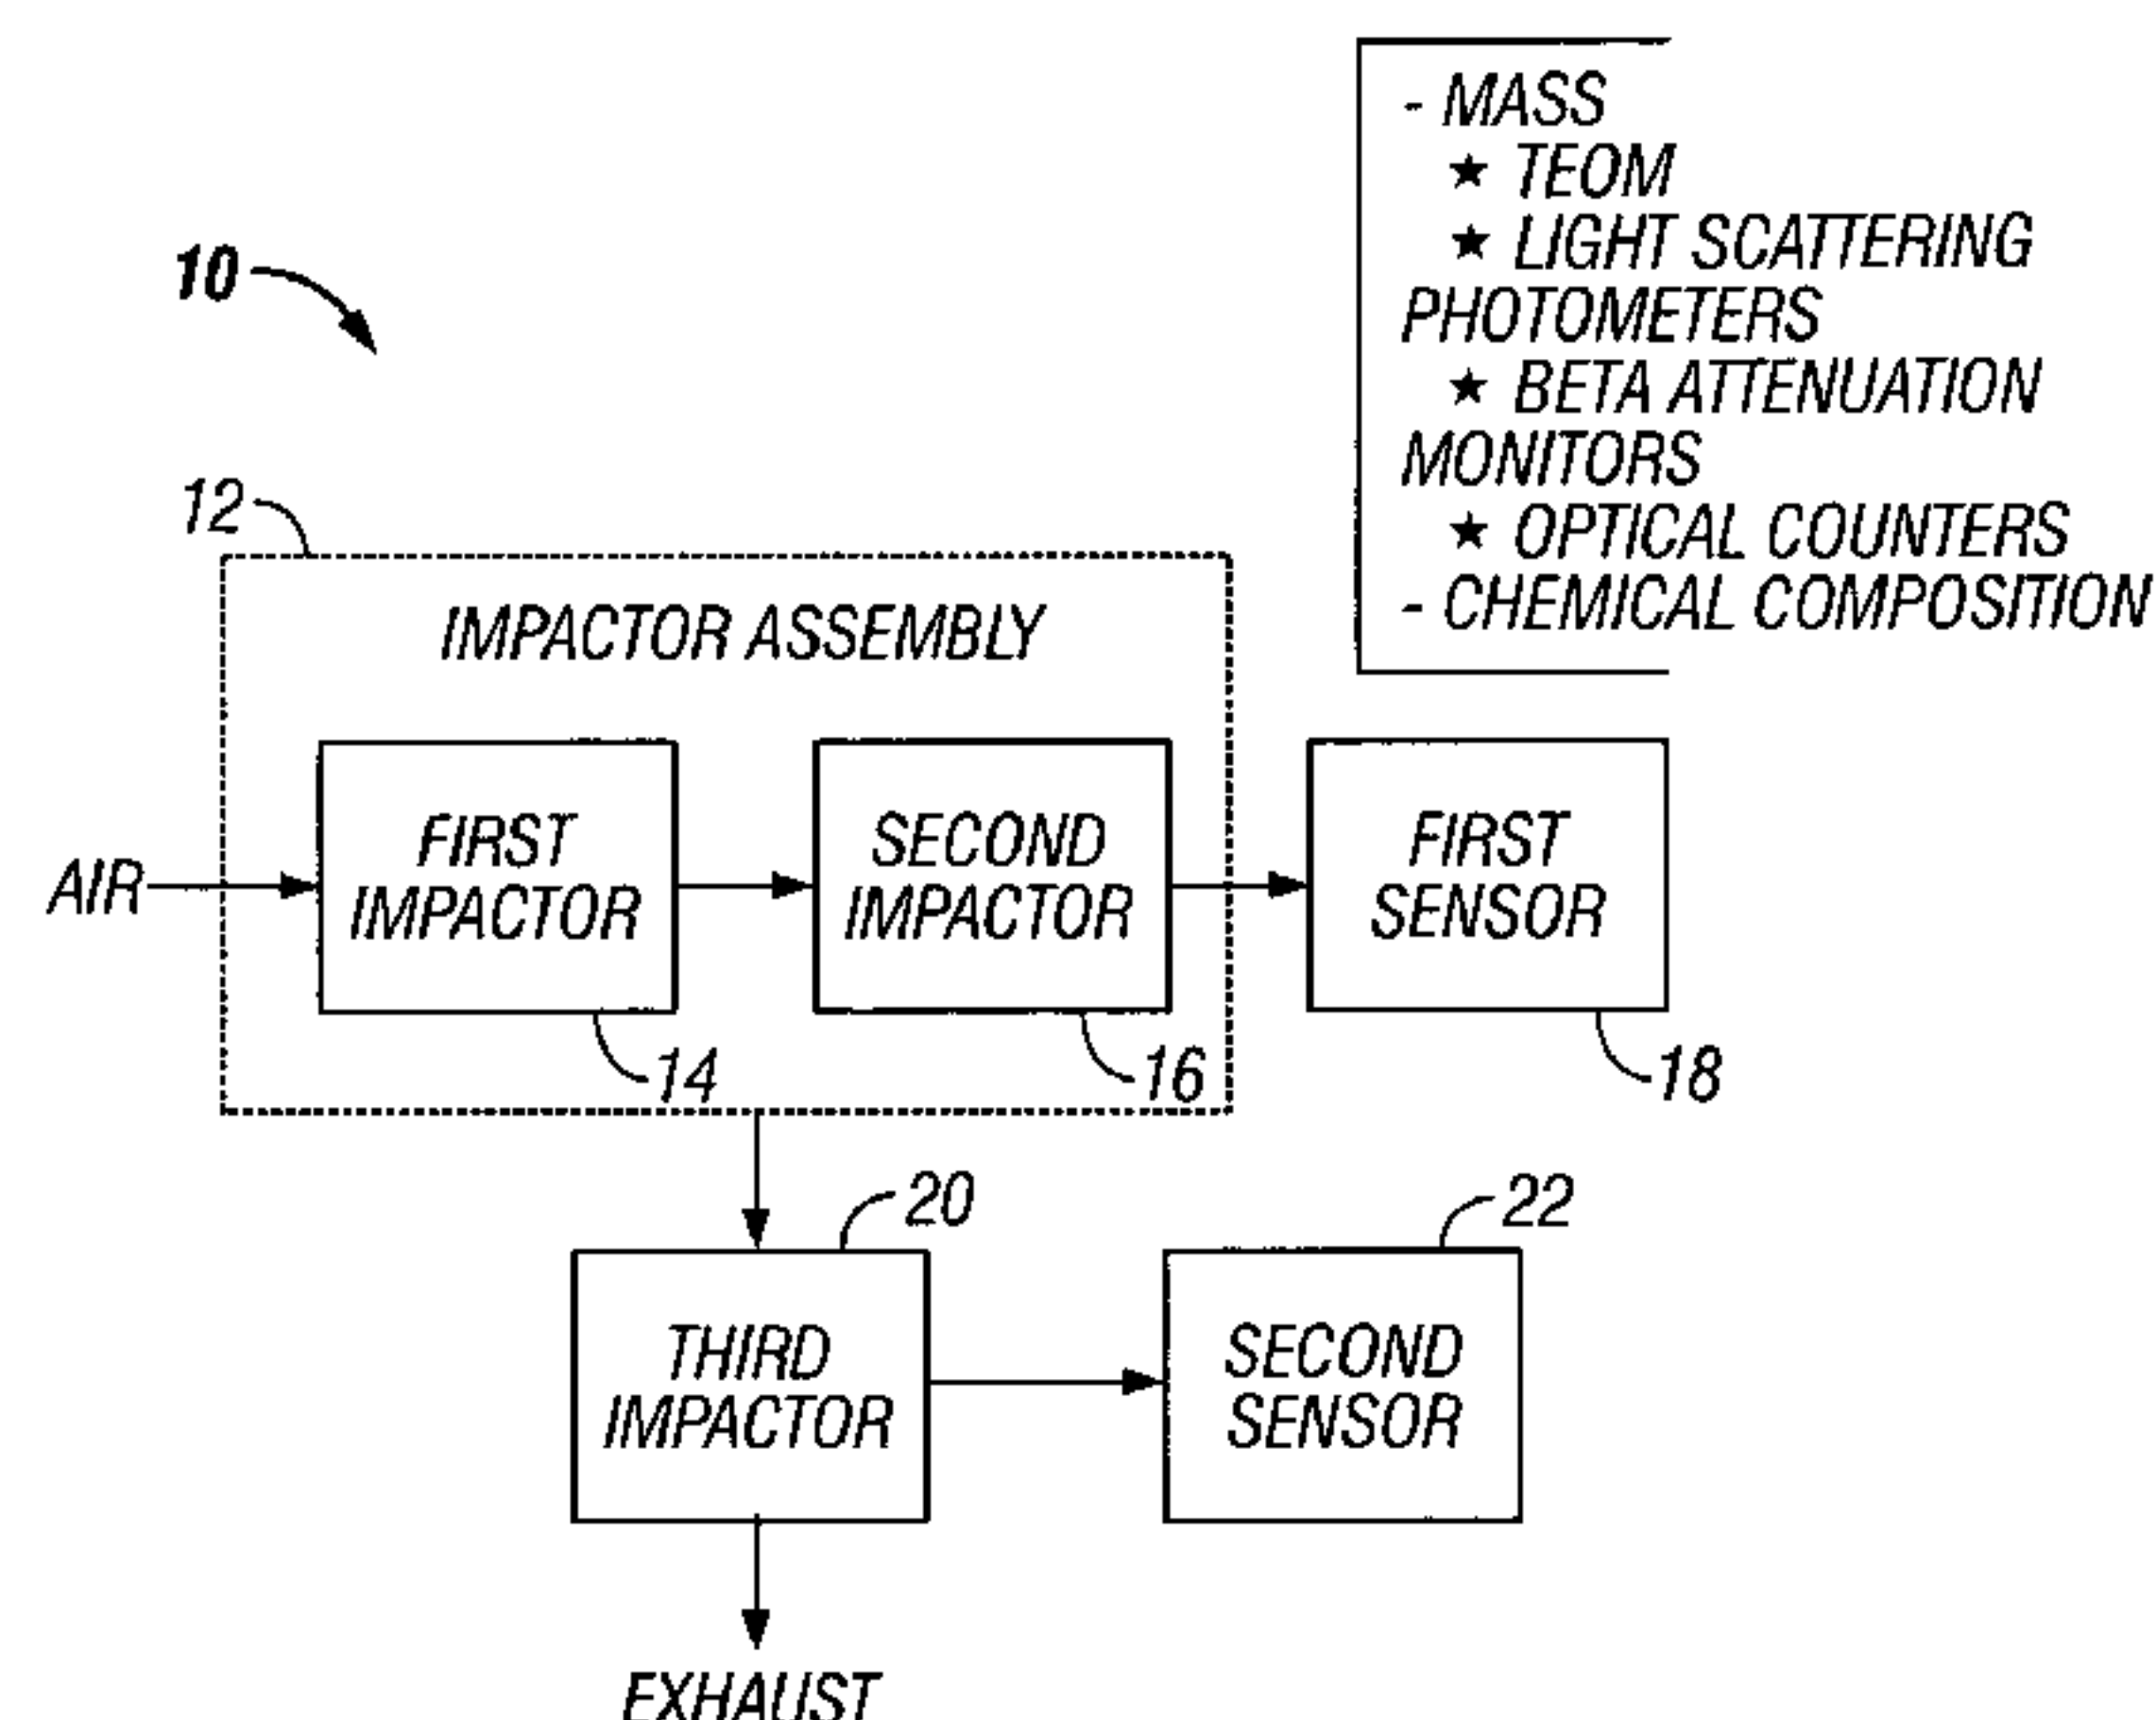 - MASS
★ TEOM
★ LIGHT SCATTERING
PHOTOMETERS
★ BETA ATTENUATION
MONITORS
★ OPTICAL COUNTERS
- CHEMICAL COMPOSITION
10
12
IMPACTOR ASSEMBLY
AIR
FIRST
IMPACTOR
14
SECOND
IMPACTOR
16
FIRST
SENSOR
18
20
THIRD
IMPACTOR
22
SECOND
SENSOR
EXHAUST